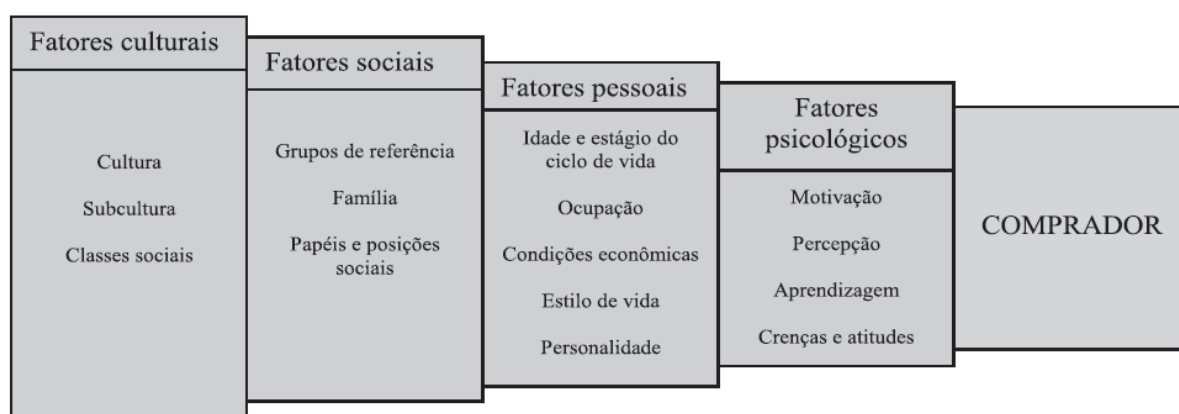 Fatores culturais
Cultura
Subcultura
Classes sociais
Fatores sociais
Grupos de referência
Família
Papéis e posições
sociais
Fatores pessoais
Idade e estágio do
ciclo de vida
Ocupação
Condições econômicas
Estilo de vida
Personalidade
Fatores
psicológicos
Motivação
Percepção
Aprendizagem
Crenças e atitudes
COMPRADOR